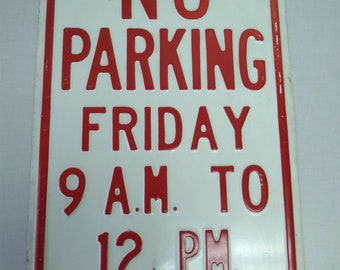 NO
PARKING
FRIDAY
9 A.M. TO
12 PM